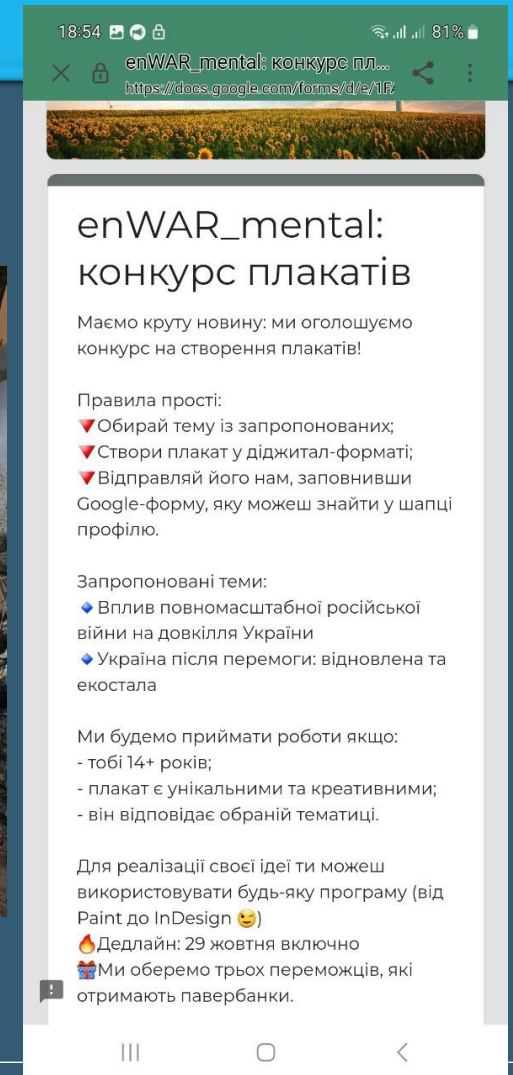 18:54 81%
enWAR_mental: конкурс пл...
https://docs.google.com/forms/d/e/1FA
enWAR_mental:
конкурс плакатів
Маємо круту новину: ми оголошуємо
конкурс на створення плакатів!
Правила прості:
🔻Обирай тему із запропонованих;
🔻Створи плакат у діджитал-форматі;
🔻Відправляй його нам, заповнивши
Google-форму, яку можеш знайти у шапці
профілю.
Запропоновані теми:
🔹Вплив повномасштабної російської
війни на довкілля України
🔹Україна після перемоги: відновлена та
екостала
Ми будемо приймати роботи якщо:
- тобі 14+ років;
- плакат є унікальними та креативними;
- він відповідає обраній тематиці.
Для реалізації своєї ідеї ти можеш
використовувати будь-яку програму (від
Paint до InDesign 😉)
🔥Дедлайн: 29 жовтня включно
🎁Ми оберемо трьох переможців, які
отримають павербанки.